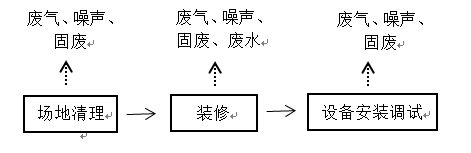 废气、噪声、
固废
废气、噪声、
固废、废水
废气、噪声、
固废
场地清理
装修
设备安装调试